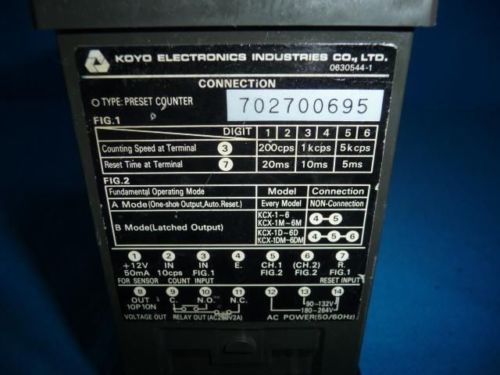 KOYO ELECTRONICS INDUSTRIES CO., LTD.
0630544-1
CONNECTION
TYPE: PRESET COUNTER 702700695
FIG.1
DIGIT 1 2 3 4 5 6
Counting Speed at Terminal 3 200cps 1kcps 5kcps
Reset Time at Terminal 7 20ms 10ms 5ms
FIG.2
Fundamental Operating Mode Model Connection
A Mode(One-shot Output, Auto. Reset.) Every Model NON-Connection
B Mode(Latched Output) KCX-1~6 KCX-1M~6M 4-5
KCX-1D~6D KCX-1DM~6DM 4-5-6
1 2 3 4 5 6 7
+12V IN IN E. CH.1 (CH.2) R.
50mA 10cps FIG.1 FIG.2 FIG.2 FIG.1
FOR SENSOR COUNT INPUT RESET INPUT
8 9 10 11 12 13 14
OUT C. N.O. N.C. 90-132V
10P10N 180-264V
VOLTAGE OUT RELAY OUT (AC250V2A) AC POWER(50/60Hz)